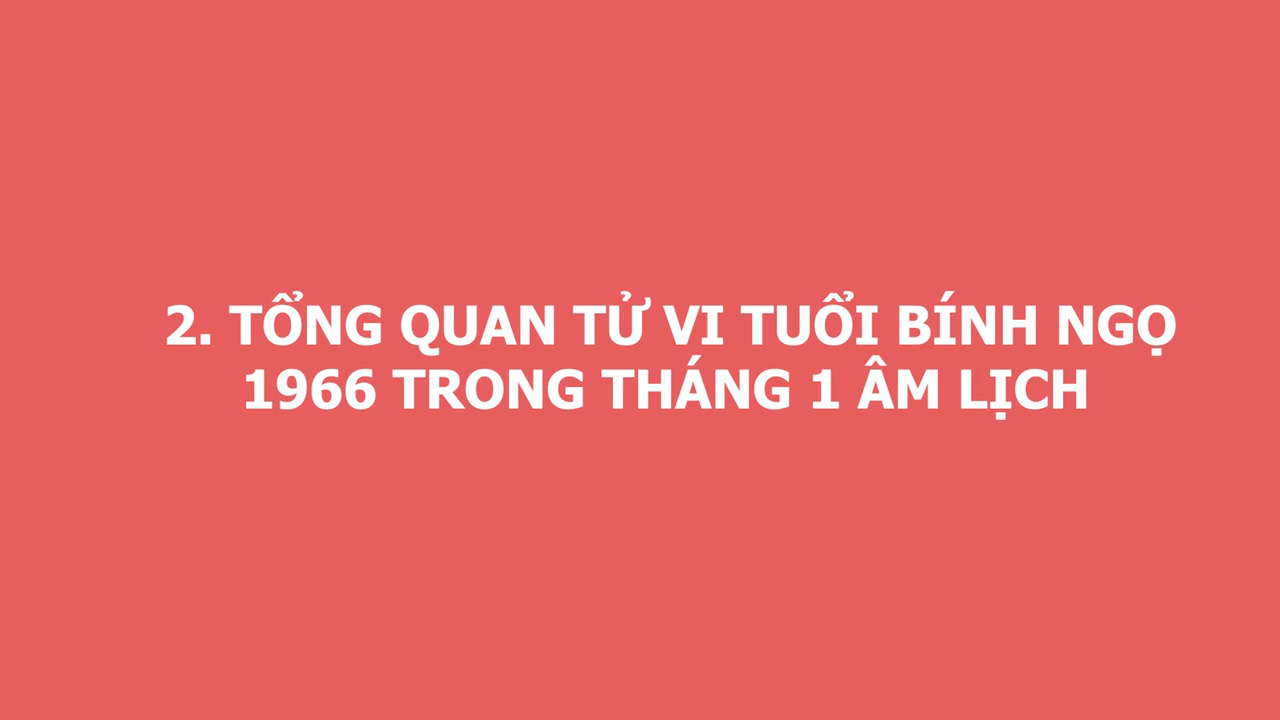 2. TỔNG QUAN TỬ VI TUỔI BÍNH NGỌ
1966 TRONG THÁNG 1 ÂM LỊCH